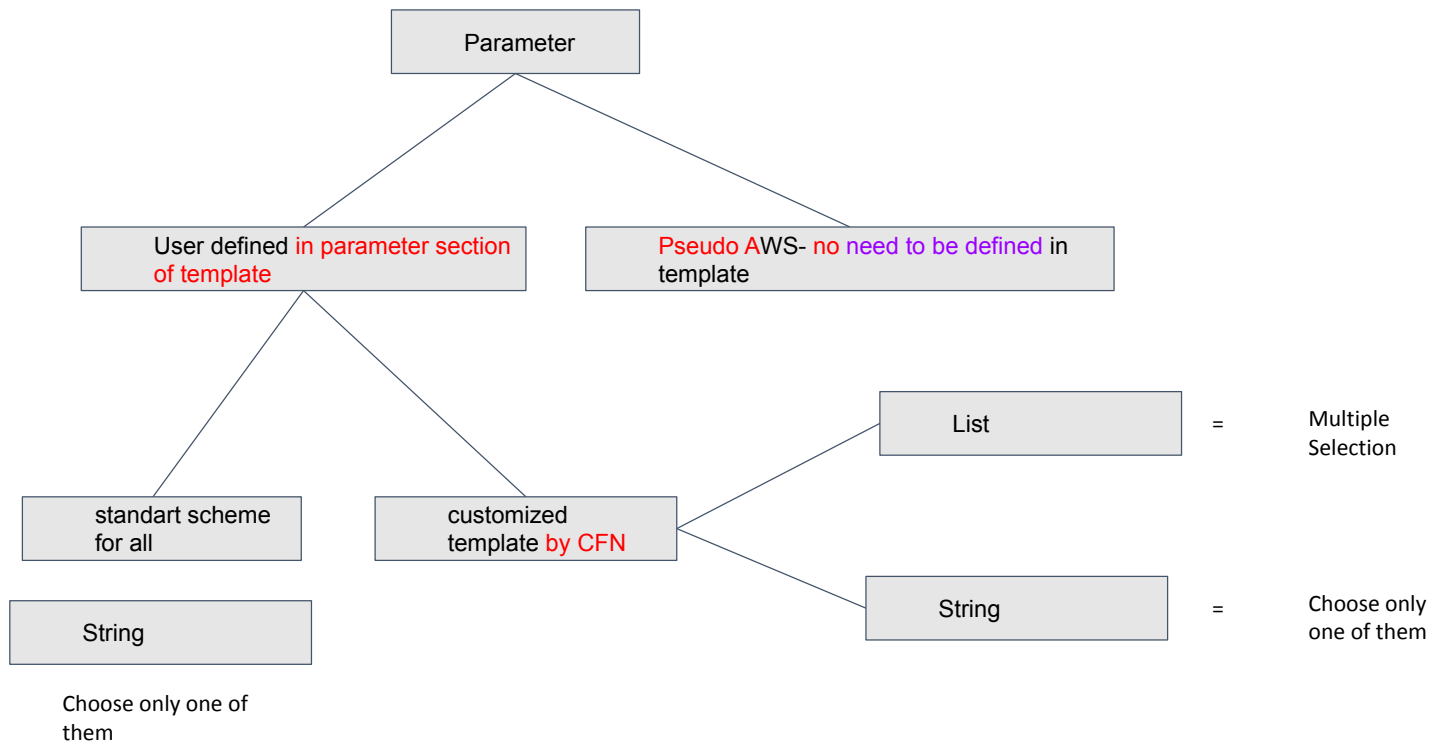 Parameter
User defined in parameter section
of template
Pseudo AWS- no need to be defined in
template
List
=
Multiple
Selection
standart scheme
for all
customized
template by CFN
String
=
Choose only
one of them
String
Choose only one of
them